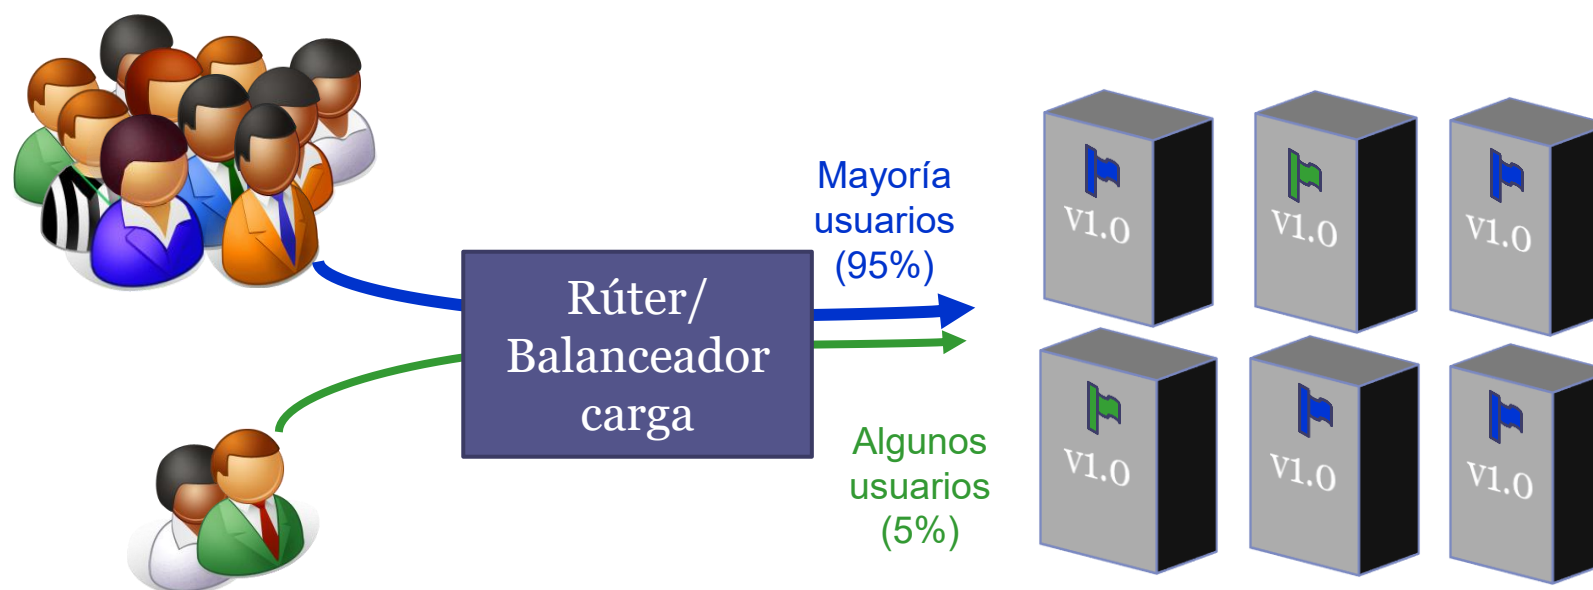 Mayoría
usuarios
(95%)
Rúter/
Balanceador
carga
Algunos
usuarios
(5%)
v1.0
v1.0
v1.0
v1.0
v1.0
v1.0